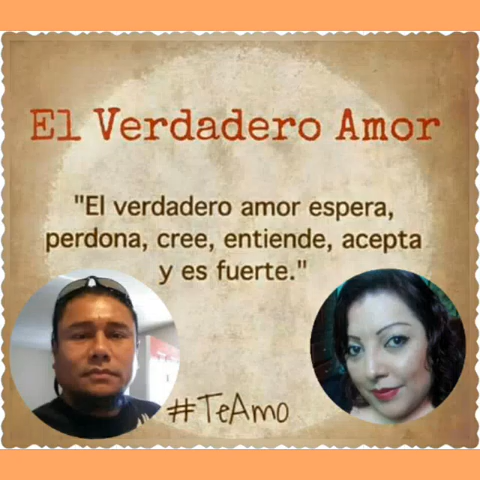 El Verdadero Amor
"El verdadero amor espera,
perdona, cree, entiende, acepta
y es fuerte."
#TeAmo